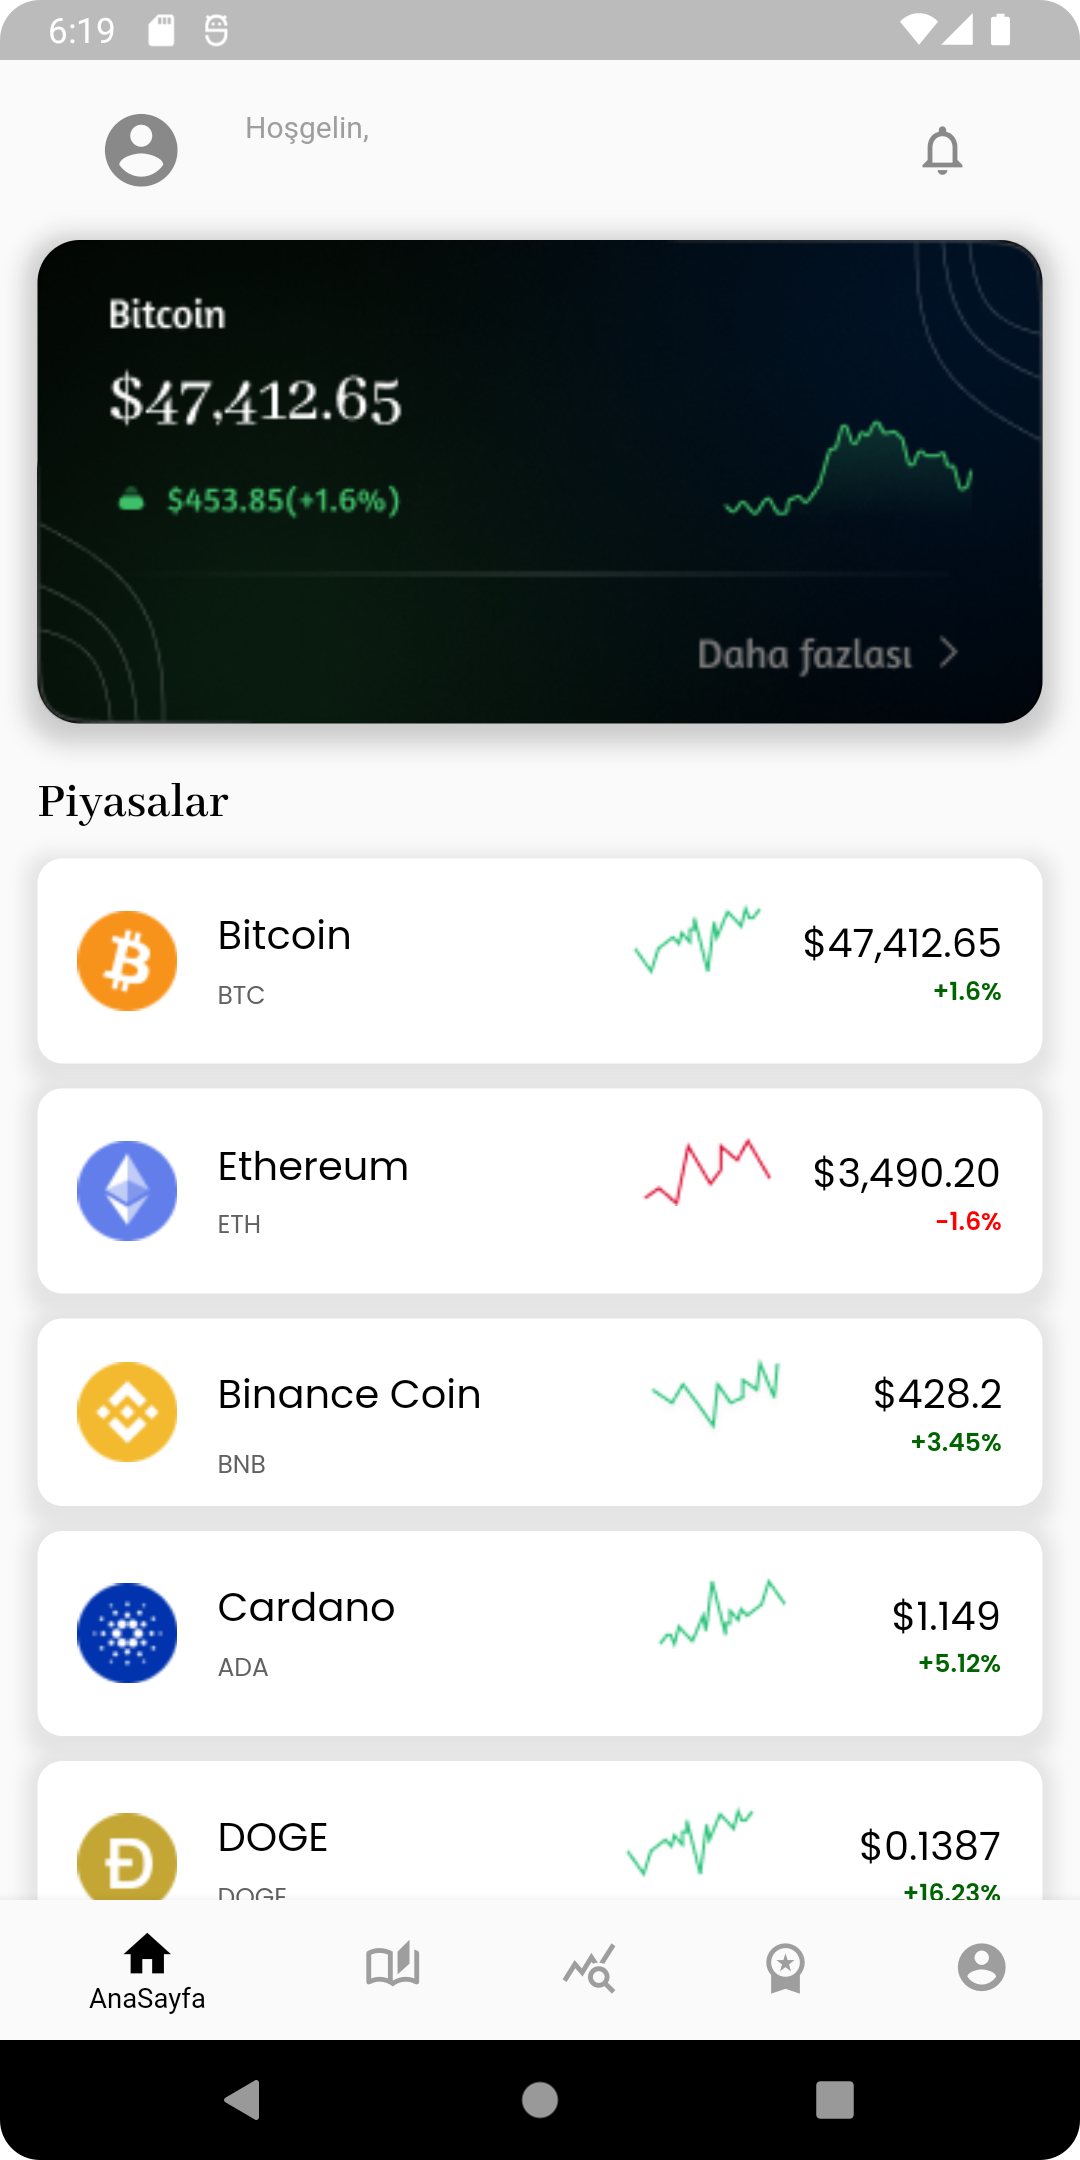 6:19
Hoşgelin,
Bitcoin
$47,412.65
$453.85(+1.6%)
Daha fazlası
Piyasalar
Bitcoin
$47,412.65
BTC
+1.6%
Ethereum
$3,490.20
ETH
-1.6%
Binance Coin
$428.2
+3.45%
BNB
Cardano
$1.149
ADA
+5.12%
DOGE
$0.1387
DOGE
+16.23%
AnaSayfa